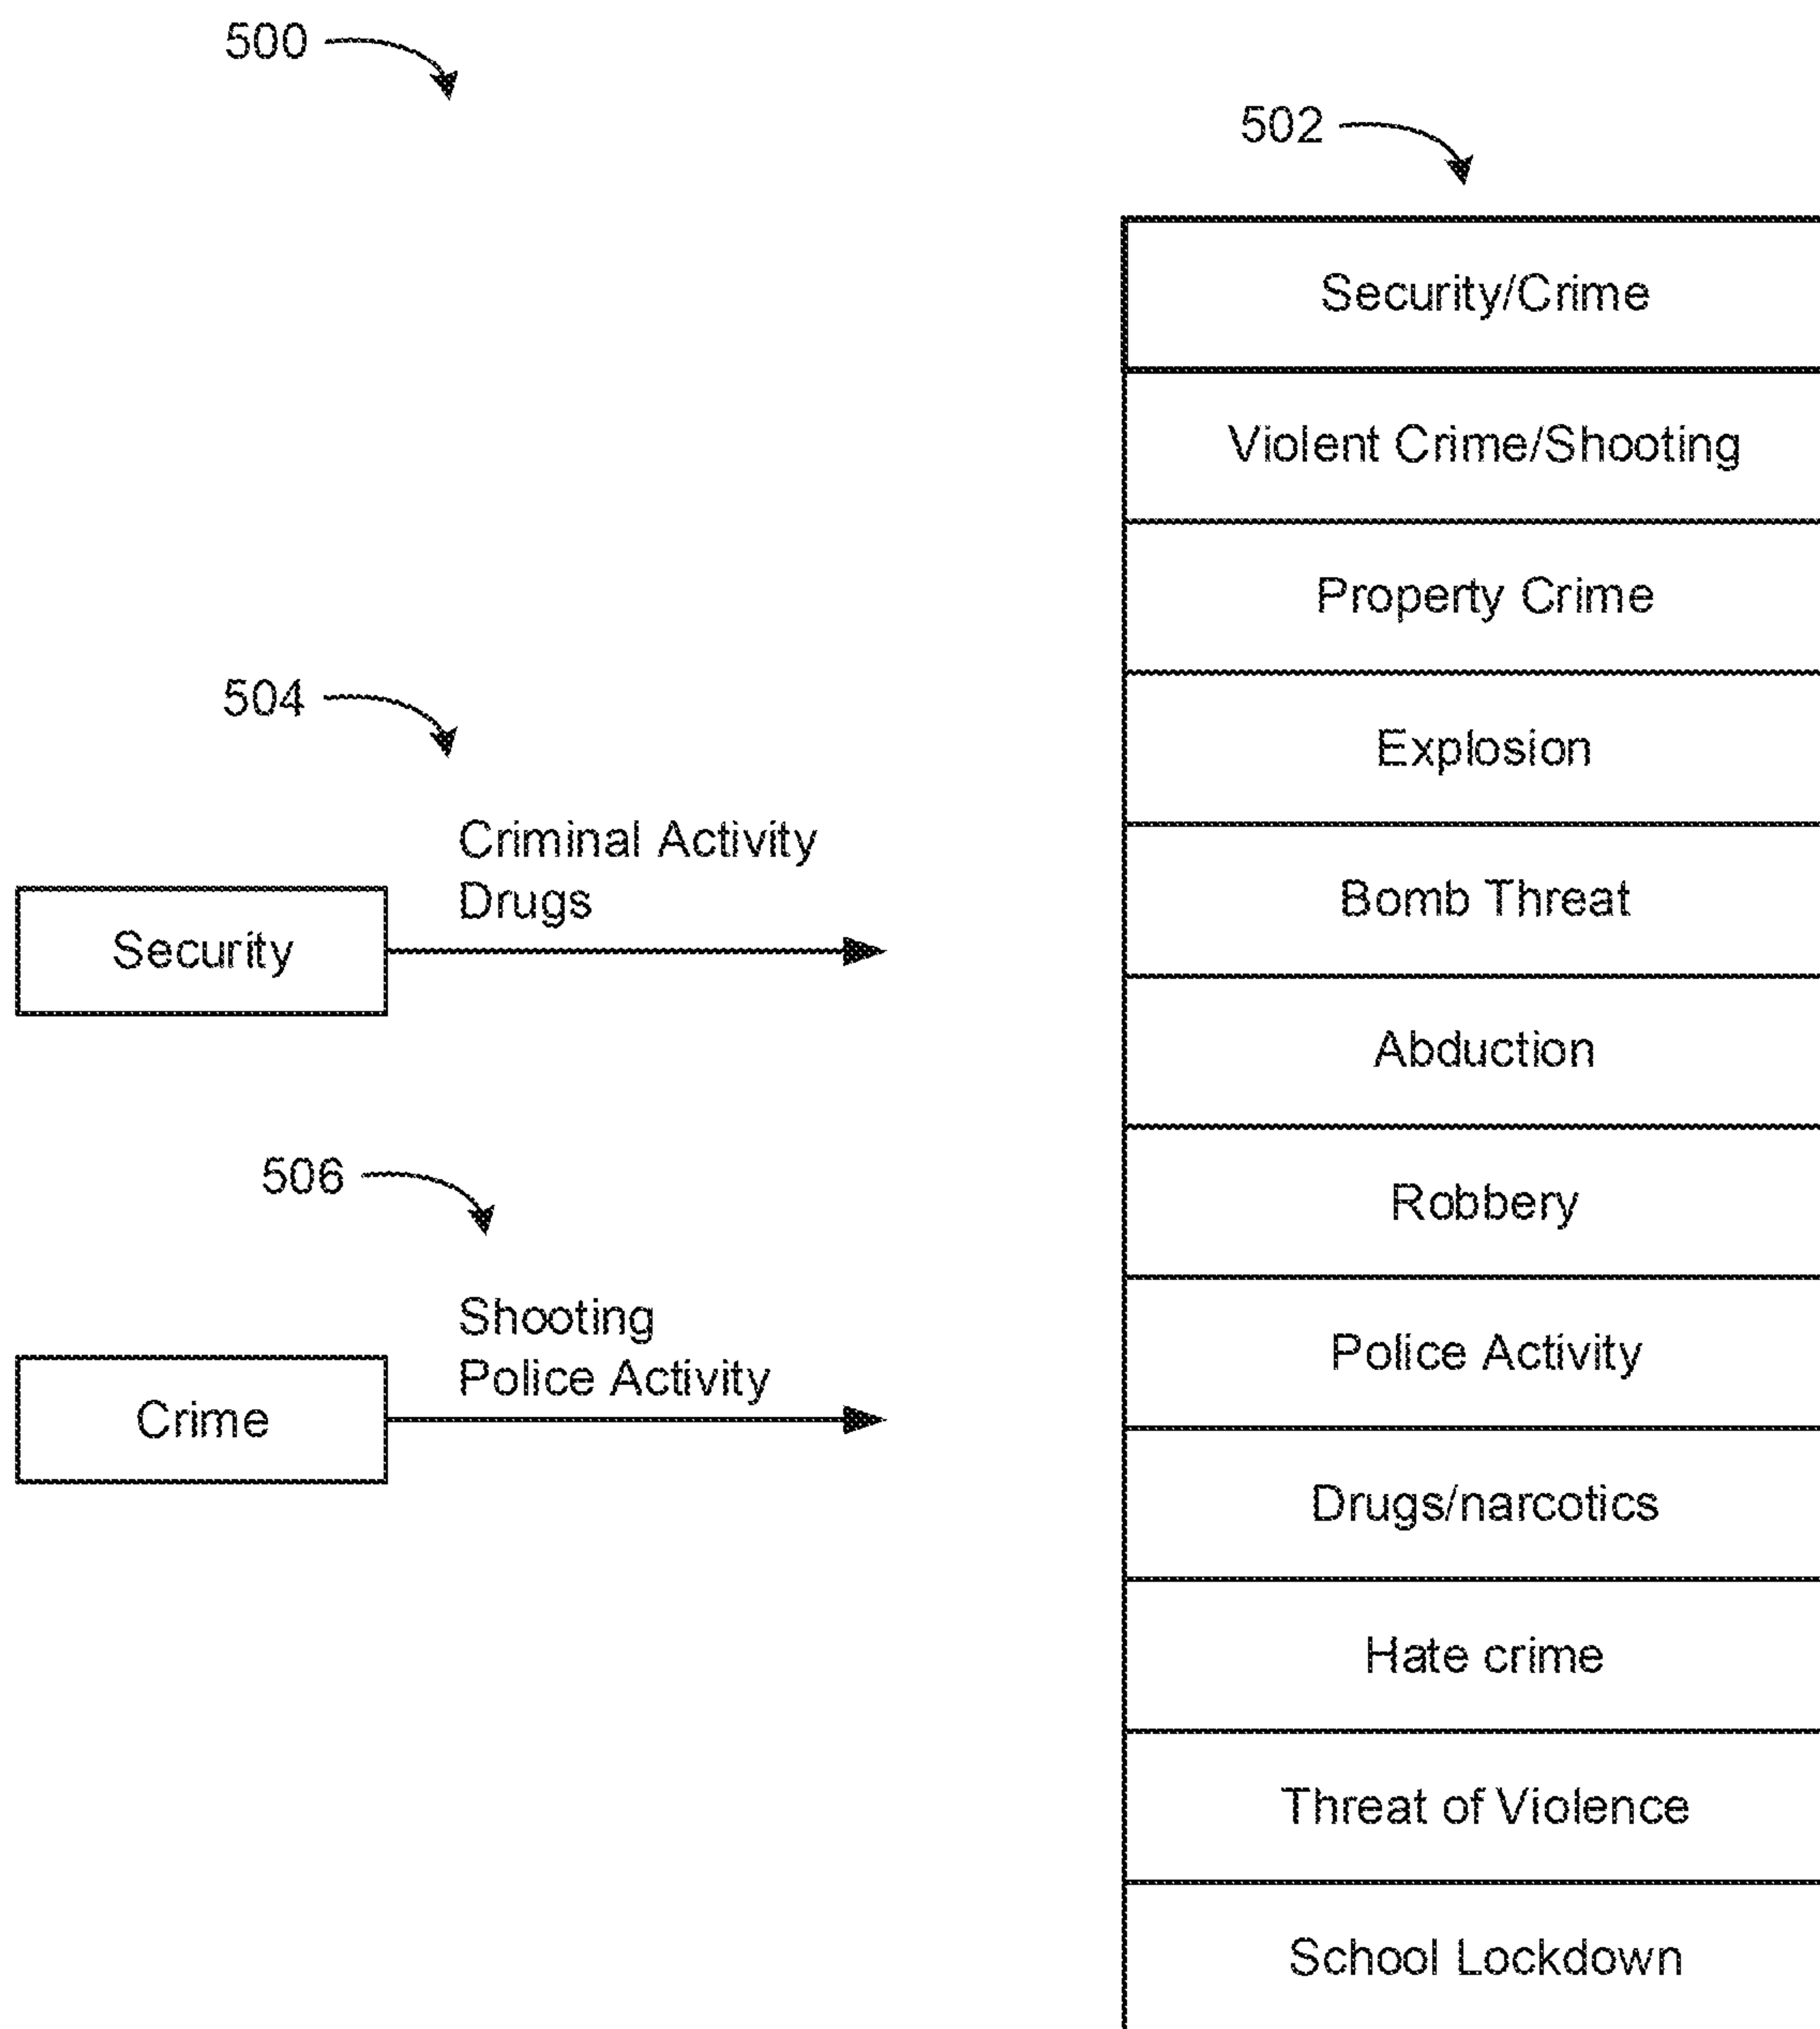 500
502
Security/Crime
Violent Crime/Shooting
Property Crime
Explosion
Bomb Threat
Abduction
Robbery
Police Activity
Drugs/narcotics
Hate crime
Threat of Violence
School Lockdown
504
Criminal Activity
Drugs
Security
506
Shooting
Police Activity
Crime